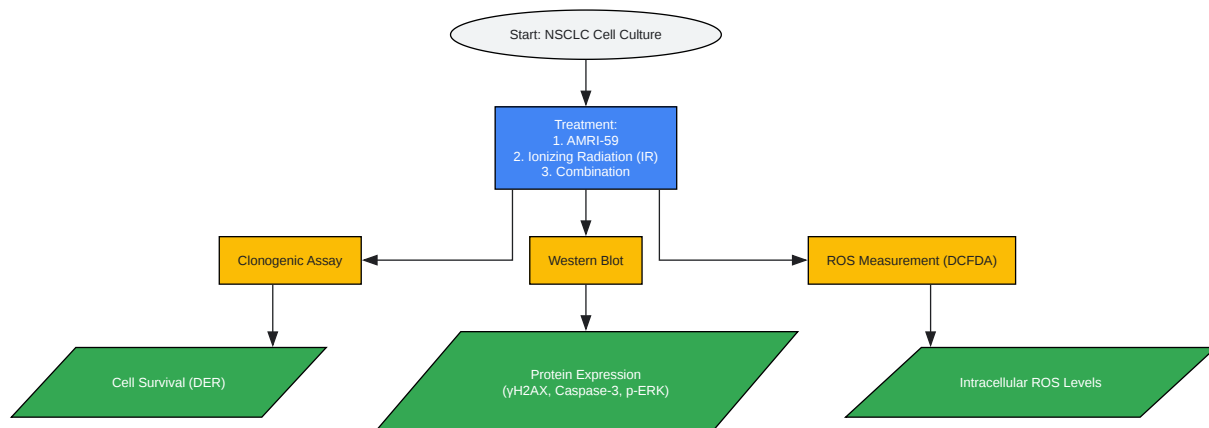 Start: NSCLC Cell Culture
Treatment:
1. AMRI-59
2. Ionizing Radiation (IR)
3. Combination
Clonogenic Assay
Western Blot
ROS Measurement (DCFDA)
Cell Survival (DER)
Protein Expression
(γH2AX, Caspase-3, p-ERK)
Intracellular ROS Levels